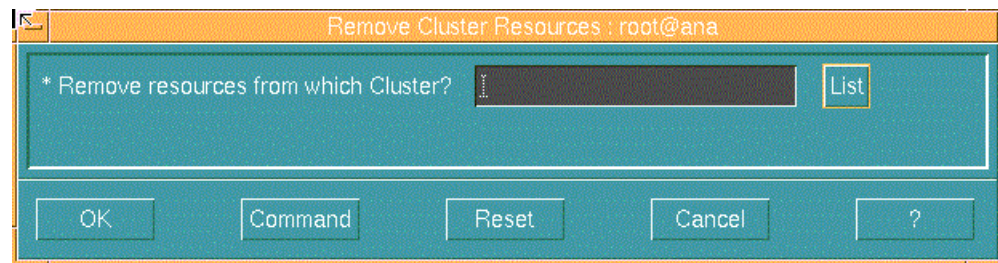 Remove Cluster Resources : root@ana
* Remove resources from which Cluster? List
OK Command Reset Cancel ?